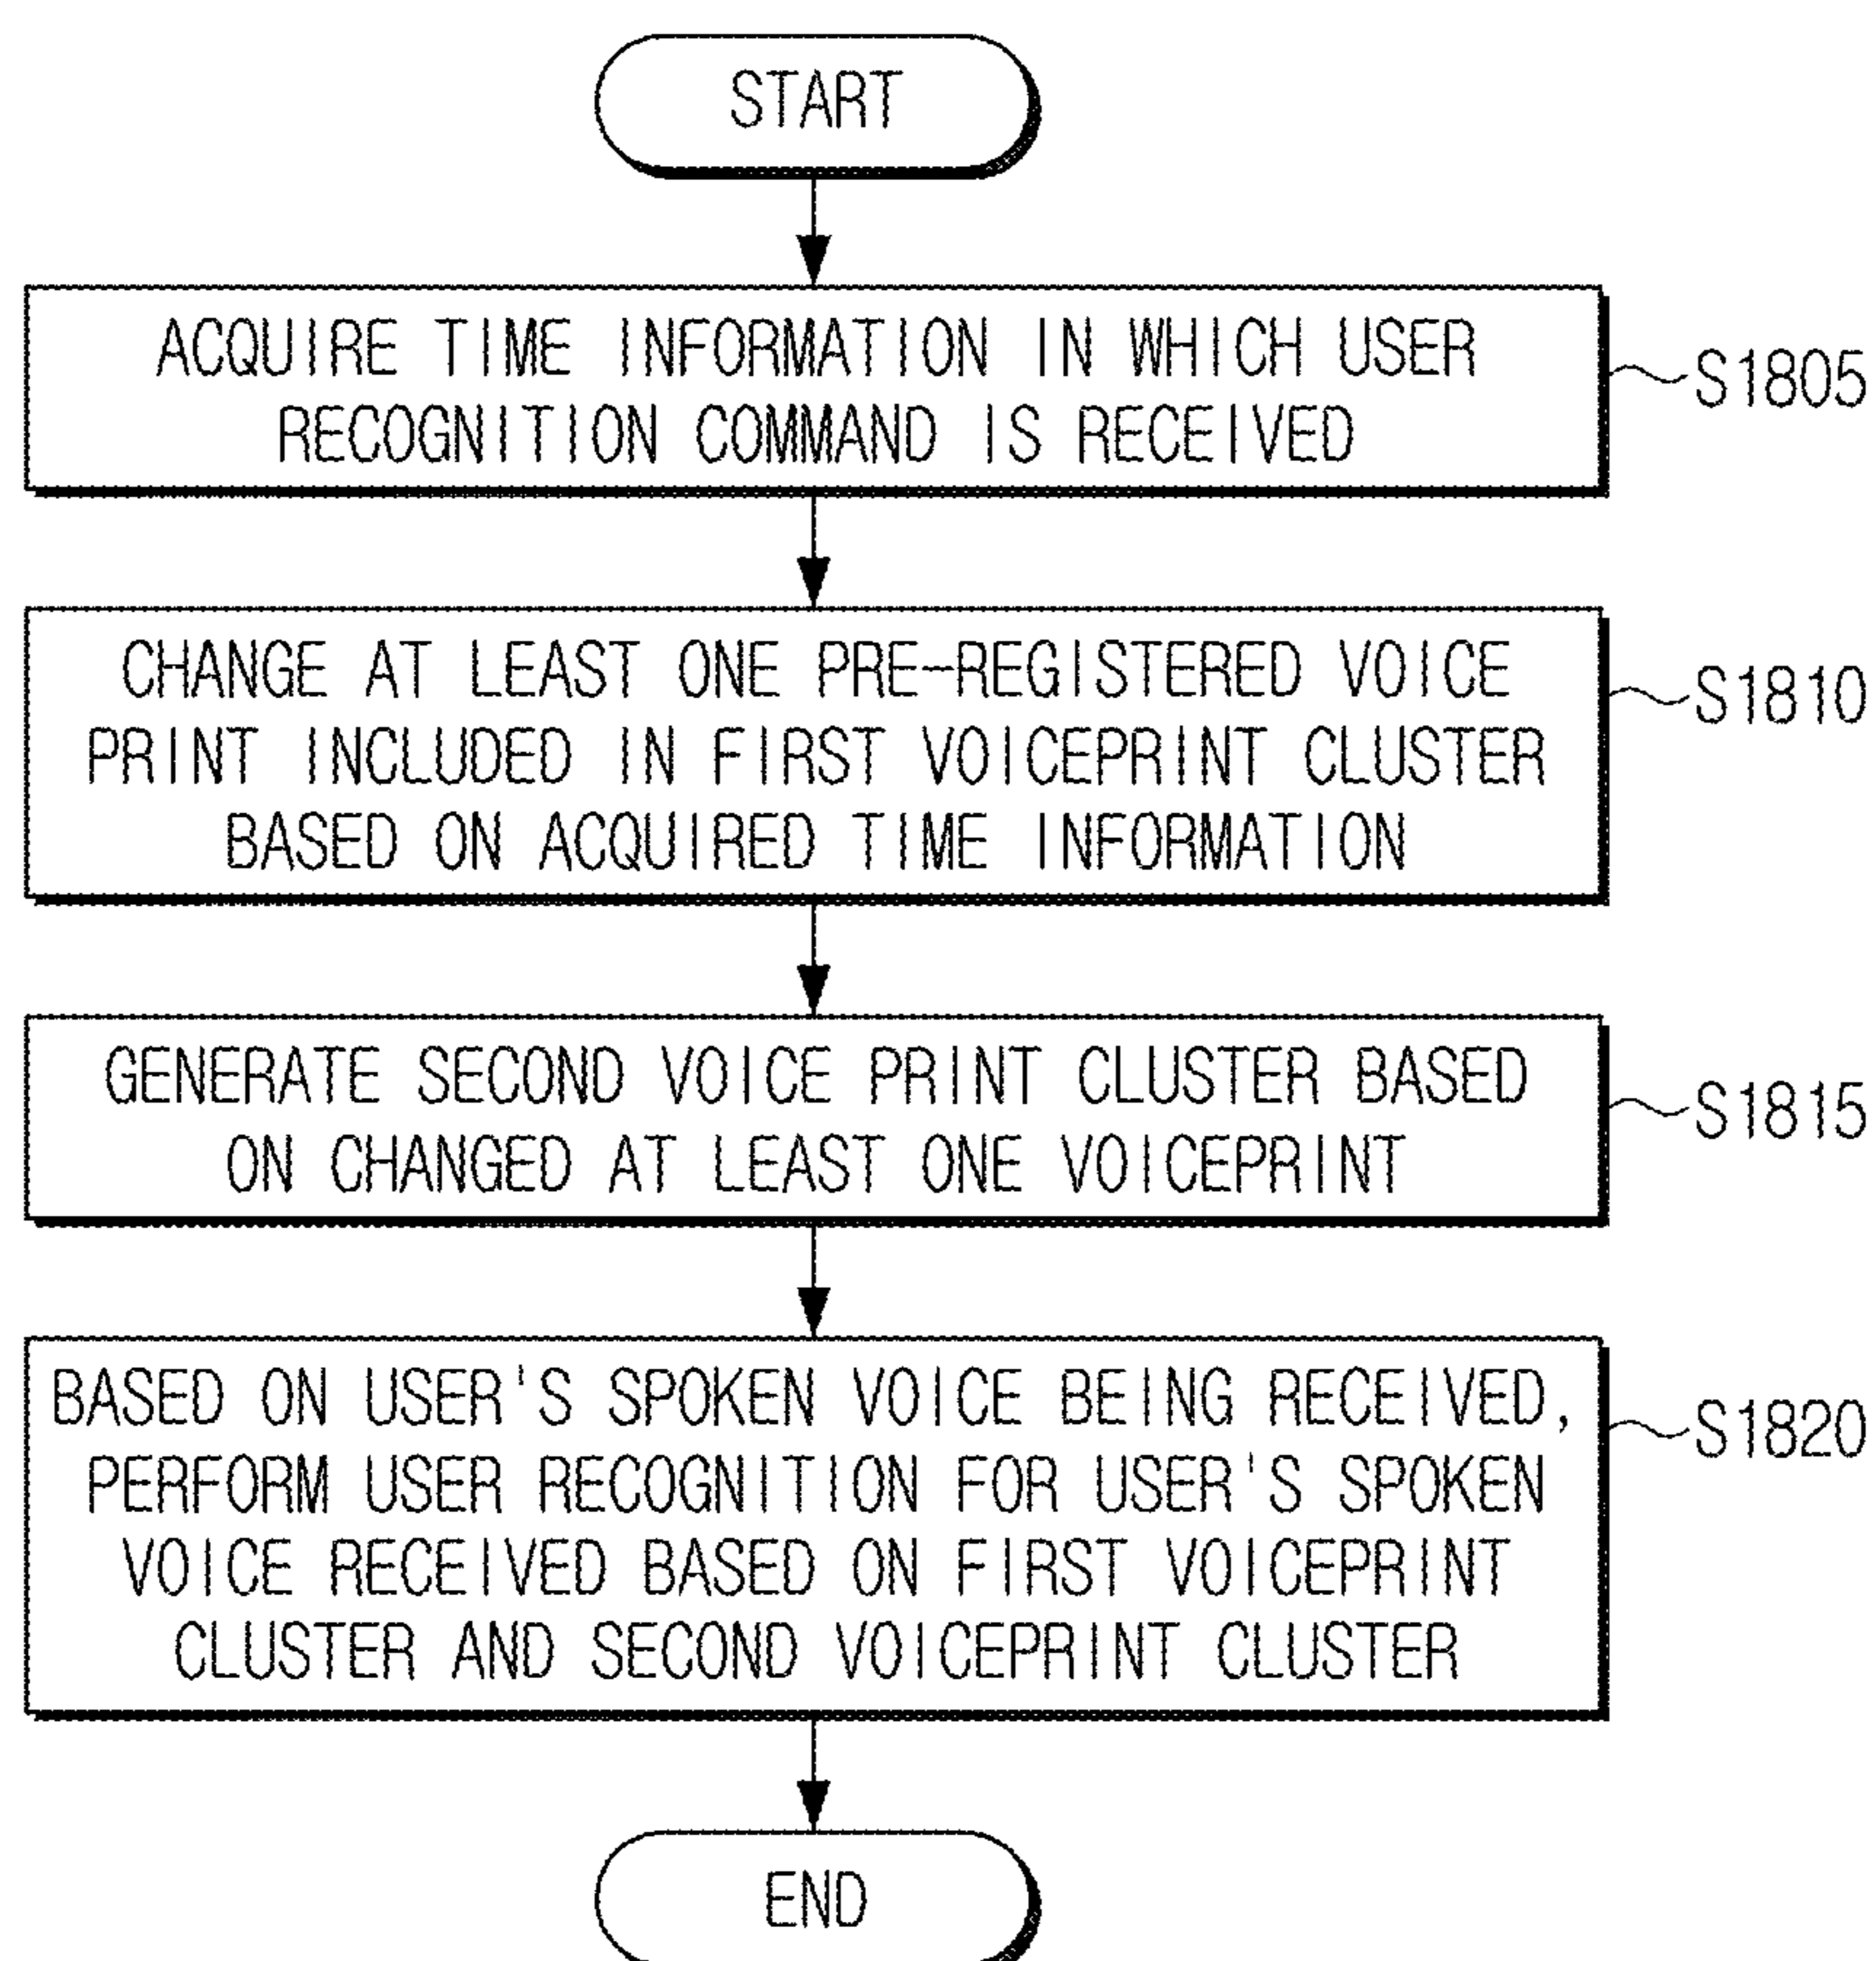 START
ACQUIRE TIME INFORMATION IN WHICH USER
RECOGNITION COMMAND IS RECEIVED
S1805
CHANGE AT LEAST ONE PRE-REGISTERED VOICE
PRINT INCLUDED IN FIRST VOICEPRINT CLUSTER
BASED ON ACQUIRED TIME INFORMATION
S1810
GENERATE SECOND VOICE PRINT CLUSTER BASED
ON CHANGED AT LEAST ONE VOICEPRINT
S1815
BASED ON USER'S SPOKEN VOICE BEING RECEIVED,
PERFORM USER RECOGNITION FOR USER'S SPOKEN
VOICE RECEIVED BASED ON FIRST VOICEPRINT
CLUSTER AND SECOND VOICEPRINT CLUSTER
S1820
END